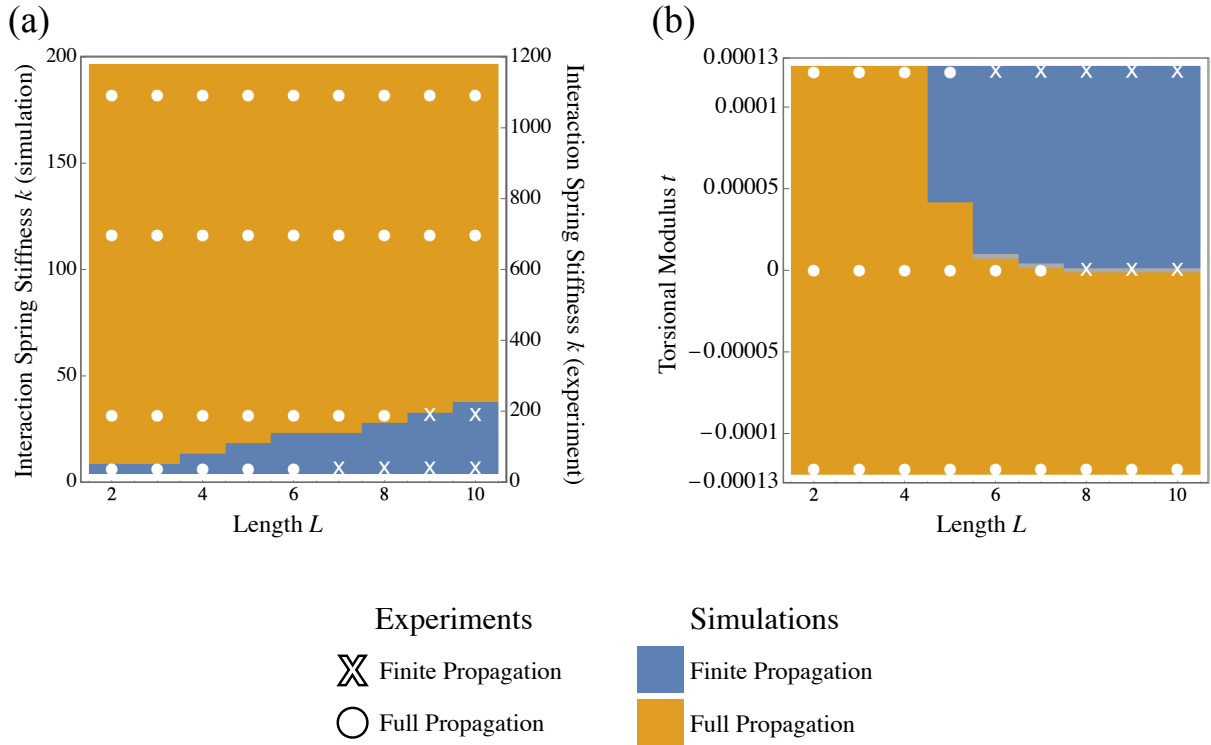 (a)
200
150
100
50
0
Interaction Spring Stiffness k (simulation)
1200
1000
800
600
400
200
0
Interaction Spring Stiffness k (experiment)
2 4 6 8 10
Length L
(b)
0.00013
0.0001
0.00005
0
−0.00005
−0.0001
−0.00013
Torsional Modulus t
2 4 6 8 10
Length L
Experiments
X Finite Propagation
Full Propagation
Simulations
Finite Propagation
Full Propagation